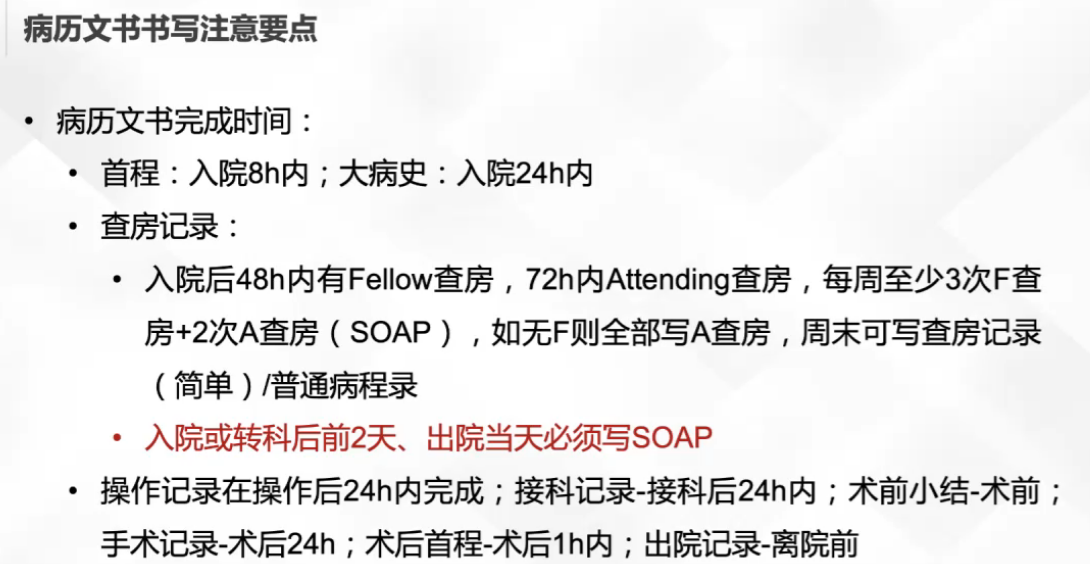 病历文书书写注意要点
• 病历文书完成时间：
• 首程：入院8h内；大病史：入院24h内
• 查房记录：
• 入院后48h内有Fellow查房，72h内Attending查房，每周至少3次F查
房+2次A查房（SOAP），如无F则全部写A查房，周末可写查房记录
（简单）/普通病程录
• 入院或转科后前2天、出院当天必须写SOAP
• 操作记录在操作后24h内完成；接科记录-接科后24h内；术前小结-术前；
手术记录-术后24h；术后首程-术后1h内；出院记录-离院前